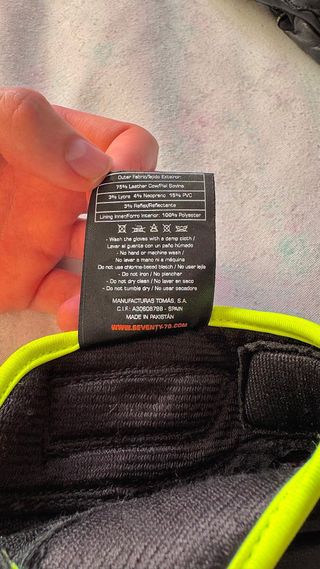 Outer Fabric/Tejido Exterior:
75% Leather Cow/Piel Bovino
3% Lycra 4% Neopreno 15% PVC
3% Reflex/Reflectante
Lining Inner/Forro Interior: 100% Polyester
- Wash the gloves with a damp cloth /
Lavar el guante con un paño húmedo
- No hand or machine wash /
No lavar a mano ni a máquina
Do not use chlorine-based bleach / No usar lejía
- Do not iron / No planchar
- Do not dry clean / No lavar en seco
- Do not tumble dry / No usar secadora
MANUFACTURAS TOMÁS, S.A.
C.I.F.: A30608798 - SPAIN
MADE IN PAKISTÁN
WWW.SEVENTY-70.COM